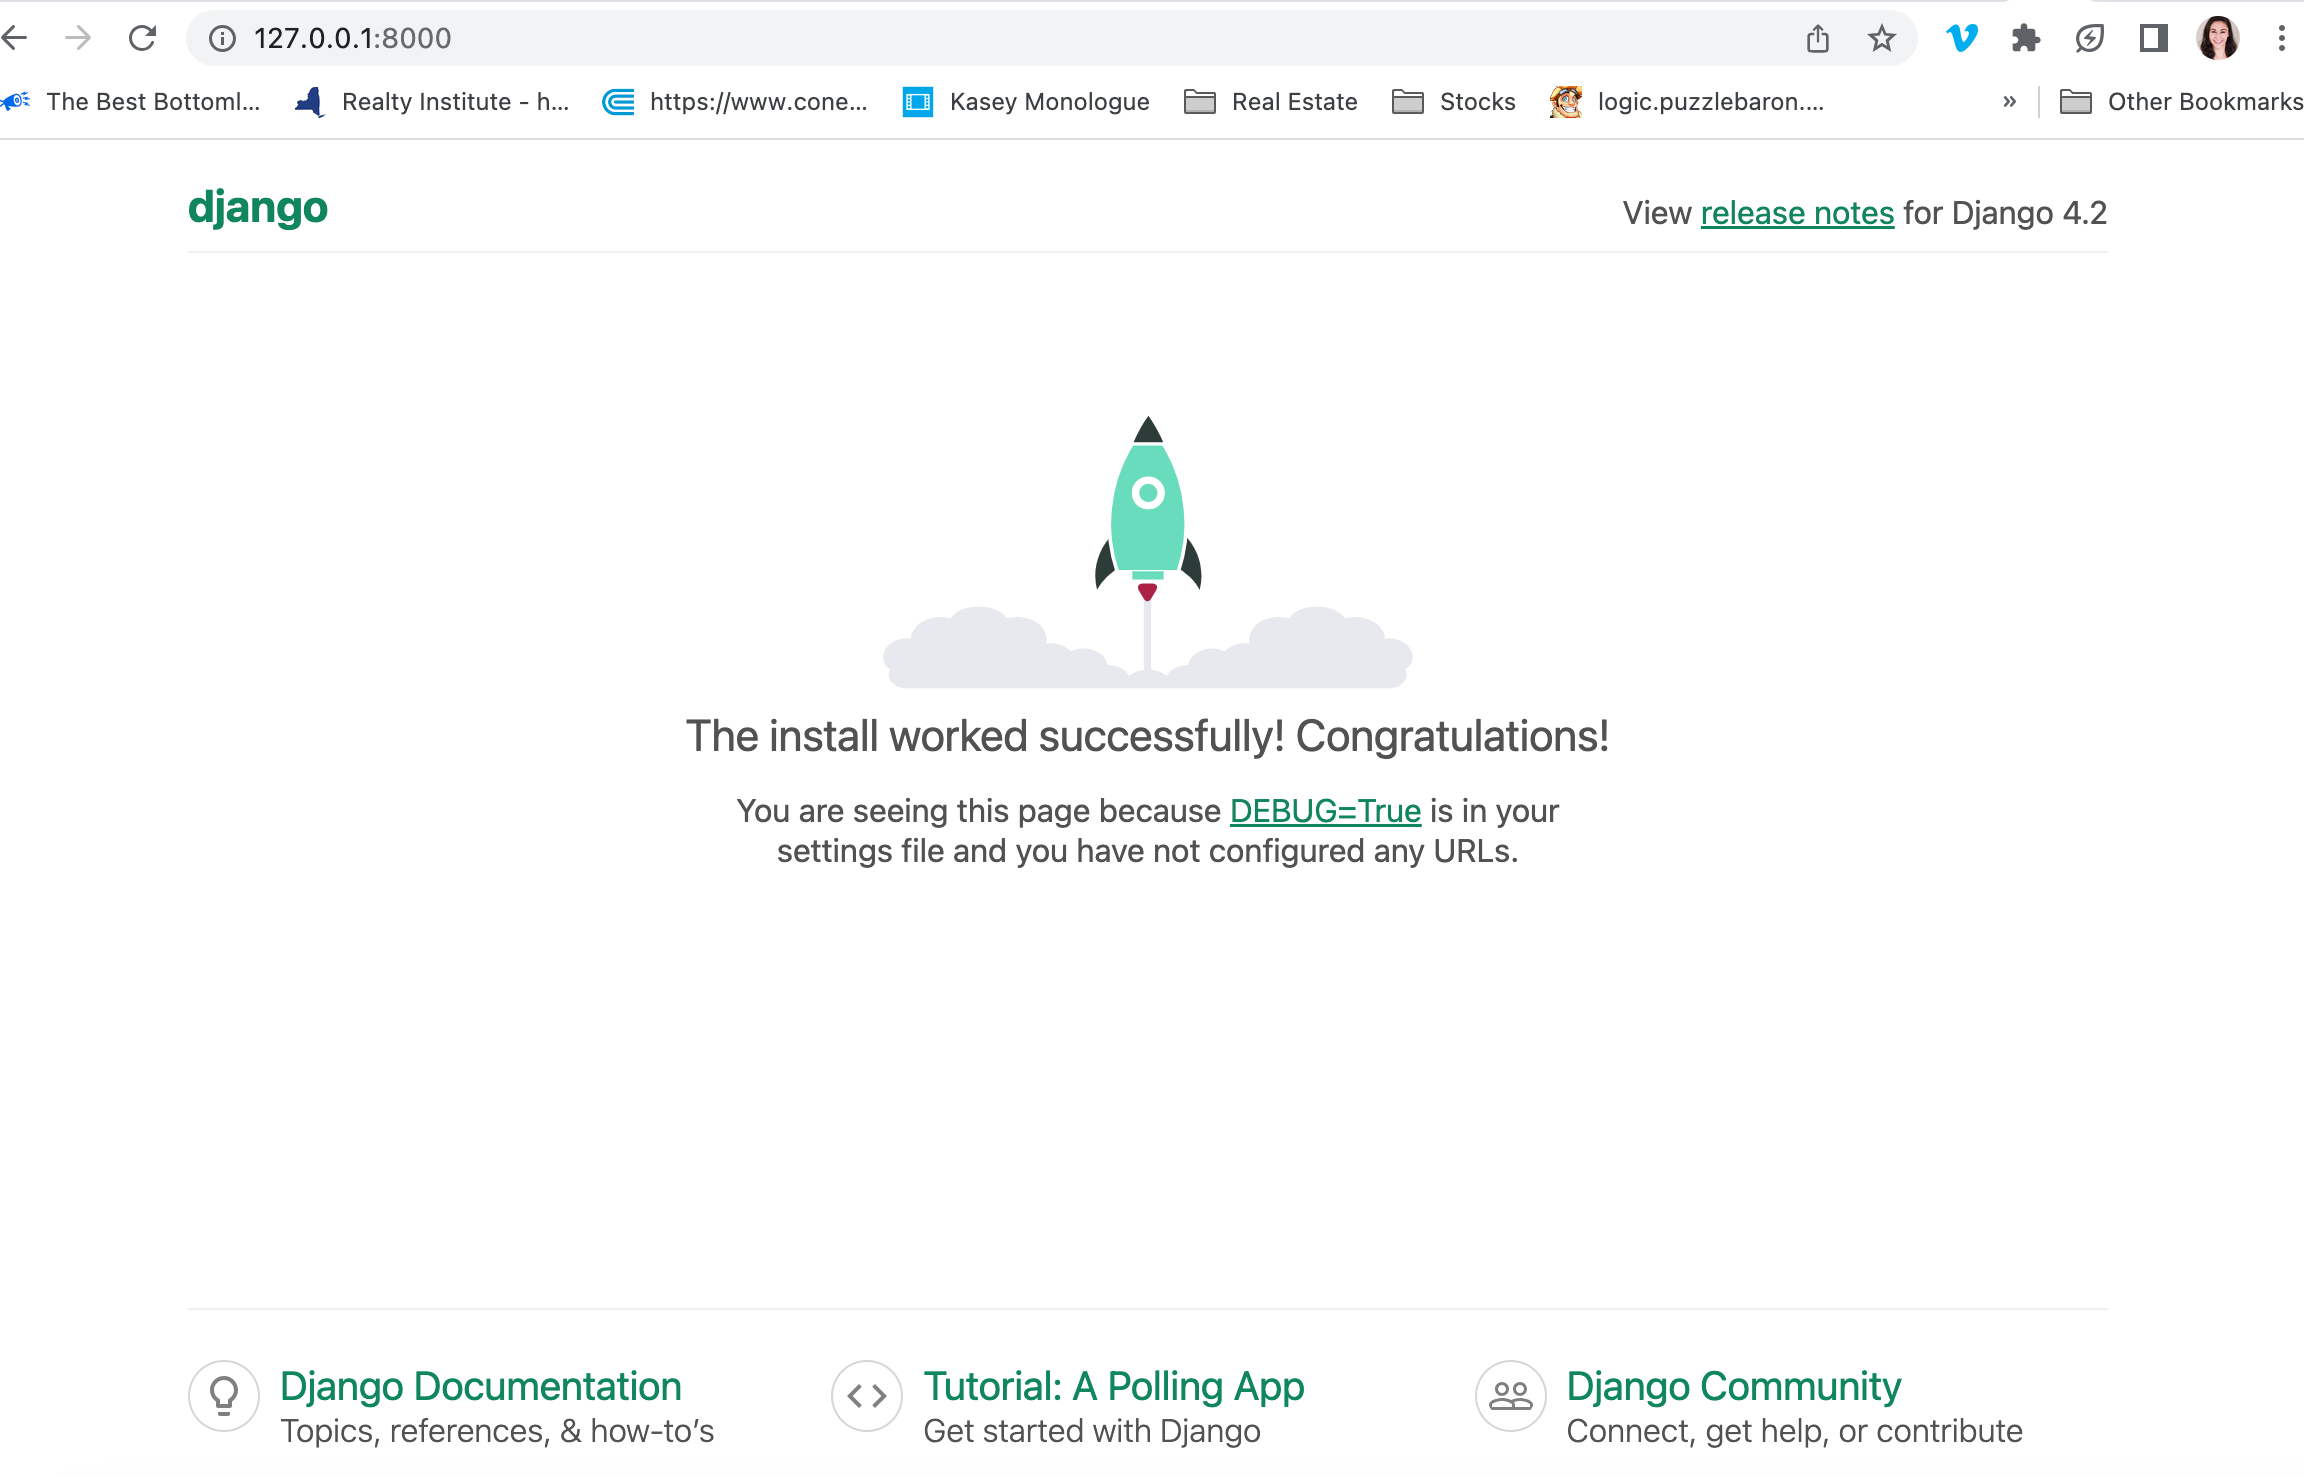 127.0.0.1:8000
The Best Bottoml...
Realty Institute - h...
https://www.cone...
Kasey Monologue
Real Estate
Stocks
logic.puzzlebaron....
»
Other Bookmarks
django
View release notes for Django 4.2
The install worked successfully! Congratulations!
You are seeing this page because DEBUG=True is in your
settings file and you have not configured any URLs.
Django Documentation
Topics, references, & how-to’s
Tutorial: A Polling App
Get started with Django
Django Community
Connect, get help, or contribute